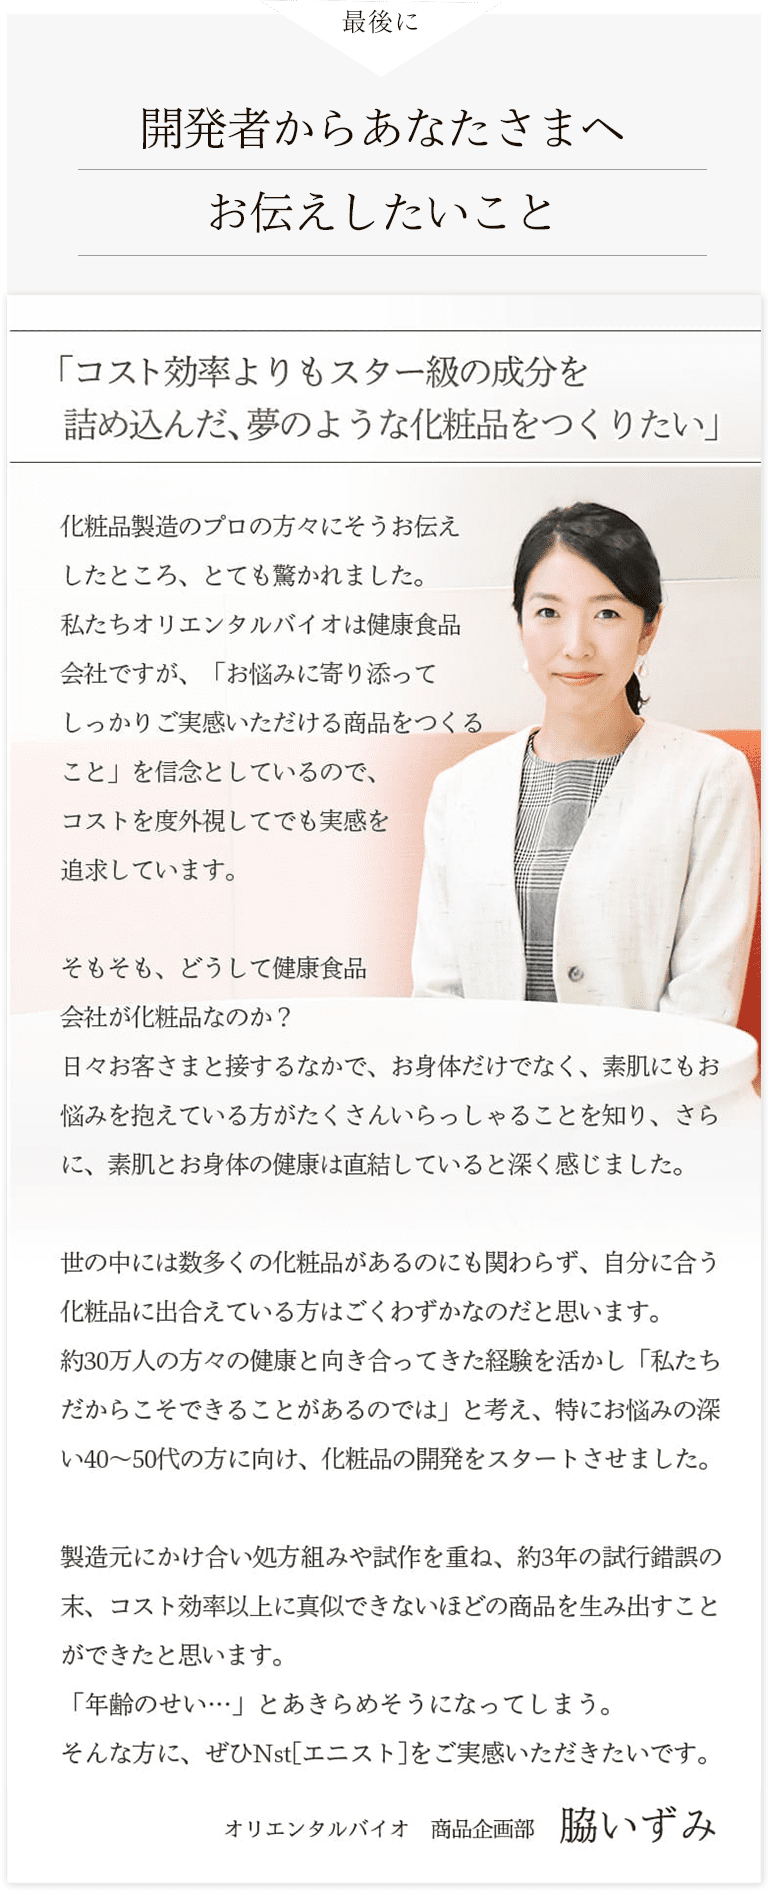 最後に
開発者からあなたさまへ
お伝えしたいこと
「コスト効率よりもスター級の成分を
詰め込んだ、夢のような化粧品をつくりたい」
化粧品製造のプロの方々にそうお伝え
したところ、とても驚かれました。
私たちオリエンタルバイオは健康食品
会社ですが、「お悩みに寄り添って
しっかりご実感いただける商品をつくる
こと」を信念としているので、
コストを度外視してでも実感を
追求しています。
そもそも、どうして健康食品
会社が化粧品なのか？
日々お客さまと接するなかで、お身体だけでなく、素肌にもお
悩みを抱えている方がたくさんいらっしゃることを知り、さら
に、素肌とお身体の健康は直結していると深く感じました。
世の中には数多くの化粧品があるのにも関わらず、自分に合う
化粧品に出合えている方はごくわずかなのだと思います。
約30万人の方々の健康と向き合ってきた経験を活かし「私たち
だからこそできることがあるのでは」と考え、特にお悩みの深
い40〜50代の方に向け、化粧品の開発をスタートさせました。
製造元にかけ合い処方組みや試作を重ね、約3年の試行錯誤の
末、コスト効率以上に真似できないほどの商品を生み出すこと
ができたと思います。
「年齢のせい…」とあきらめそうになってしまう。
そんな方に、ぜひNst[エニスト]をご実感いただきたいです。
オリエンタルバイオ 商品企画部 脇いずみ